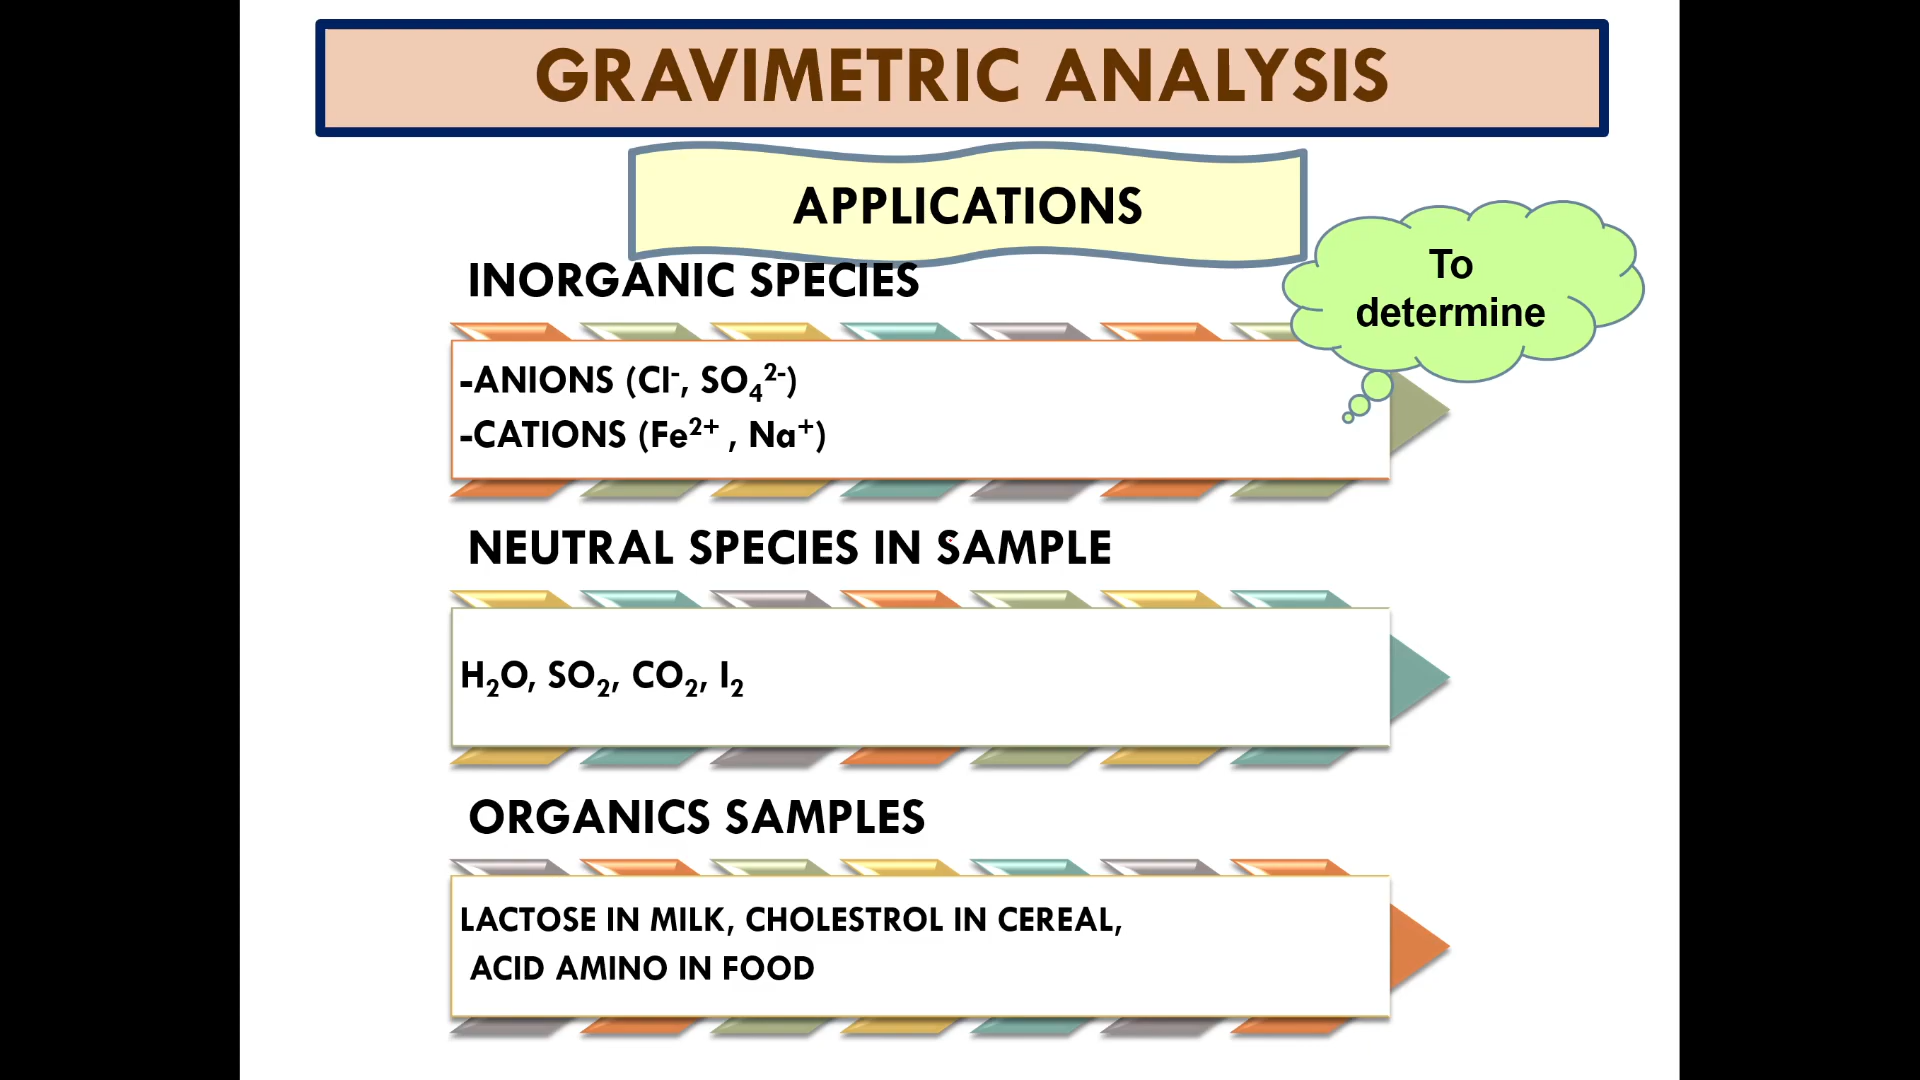 GRAVIMETRIC ANALYSIS
APPLICATIONS
To
determine
INORGANIC SPECIES
-ANIONS (Cl⁻, SO₄²⁻)
-CATIONS (Fe²⁺ , Na⁺)
NEUTRAL SPECIES IN SAMPLE
H₂O, SO₂, CO₂, I₂
ORGANICS SAMPLES
LACTOSE IN MILK, CHOLESTROL IN CEREAL,
ACID AMINO IN FOOD